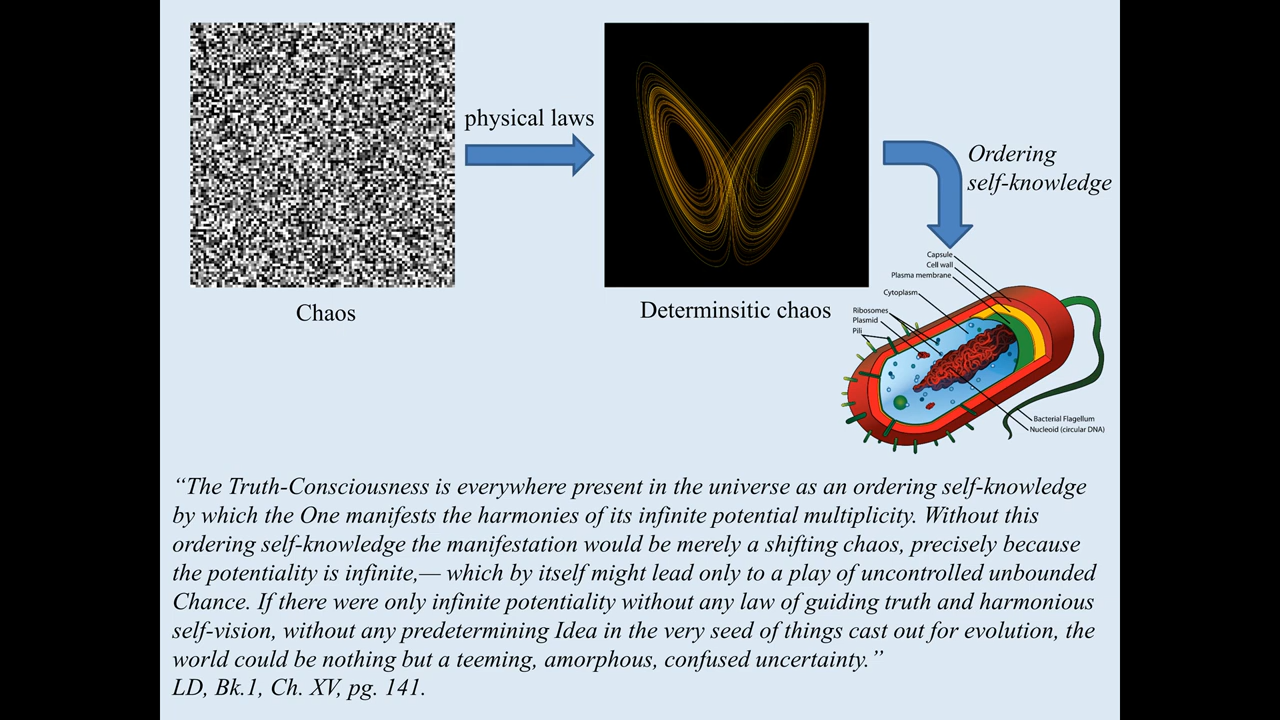 physical laws
Ordering
self-knowledge
Chaos
Determinsitic chaos
Capsule
Cell wall
Plasma membrane
Cytoplasm
Ribosomes
Plasmid
Pili
Bacterial Flagellum
Nucleoid (circular DNA)
“The Truth-Consciousness is everywhere present in the universe as an ordering self-knowledge
by which the One manifests the harmonies of its infinite potential multiplicity. Without this
ordering self-knowledge the manifestation would be merely a shifting chaos, precisely because
the potentiality is infinite,— which by itself might lead only to a play of uncontrolled unbounded
Chance. If there were only infinite potentiality without any law of guiding truth and harmonious
self-vision, without any predetermining Idea in the very seed of things cast out for evolution, the
world could be nothing but a teeming, amorphous, confused uncertainty.”
LD, Bk.1, Ch. XV, pg. 141.